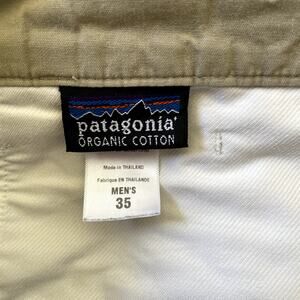 patagonia®
ORGANIC COTTON
Made in THAILAND
Fabriqué EN THAILANDE
MEN'S
35